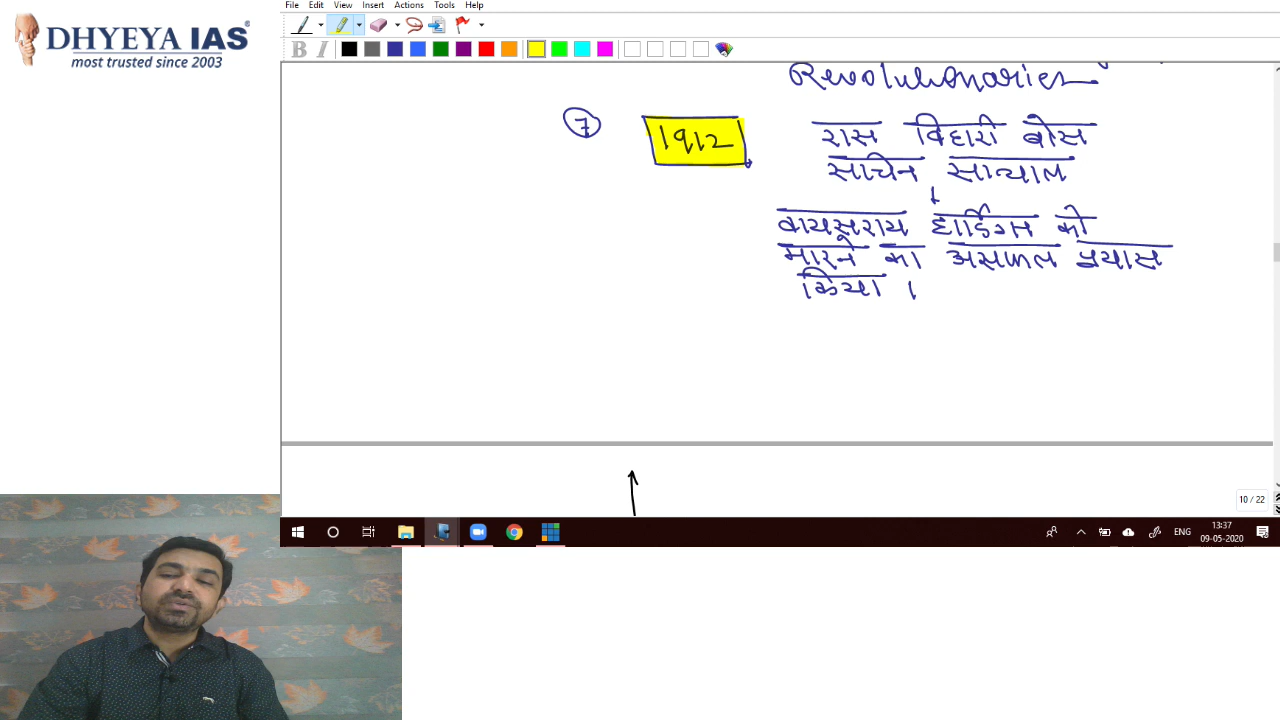 File Edit View Insert Actions Tools Help
DHYEYA IAS®
most trusted since 2003
B I
Revolutionaries
7 1912 रास बिहारी बोस
सचिन सान्याल
वायसराय हार्डिंग को
मारने का असफल प्रयास
किया ।
10 / 22
ENG 13:37
09-05-2020